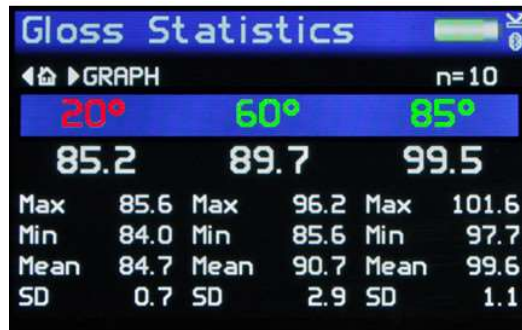 Gloss Statistics
GRAPH n=10
20° 60° 85°
85.2 89.7 99.5
Max 85.6 Max 96.2 Max 101.6
Min 84.0 Min 85.6 Min 97.7
Mean 84.7 Mean 90.7 Mean 99.6
SD 0.7 SD 2.9 SD 1.1